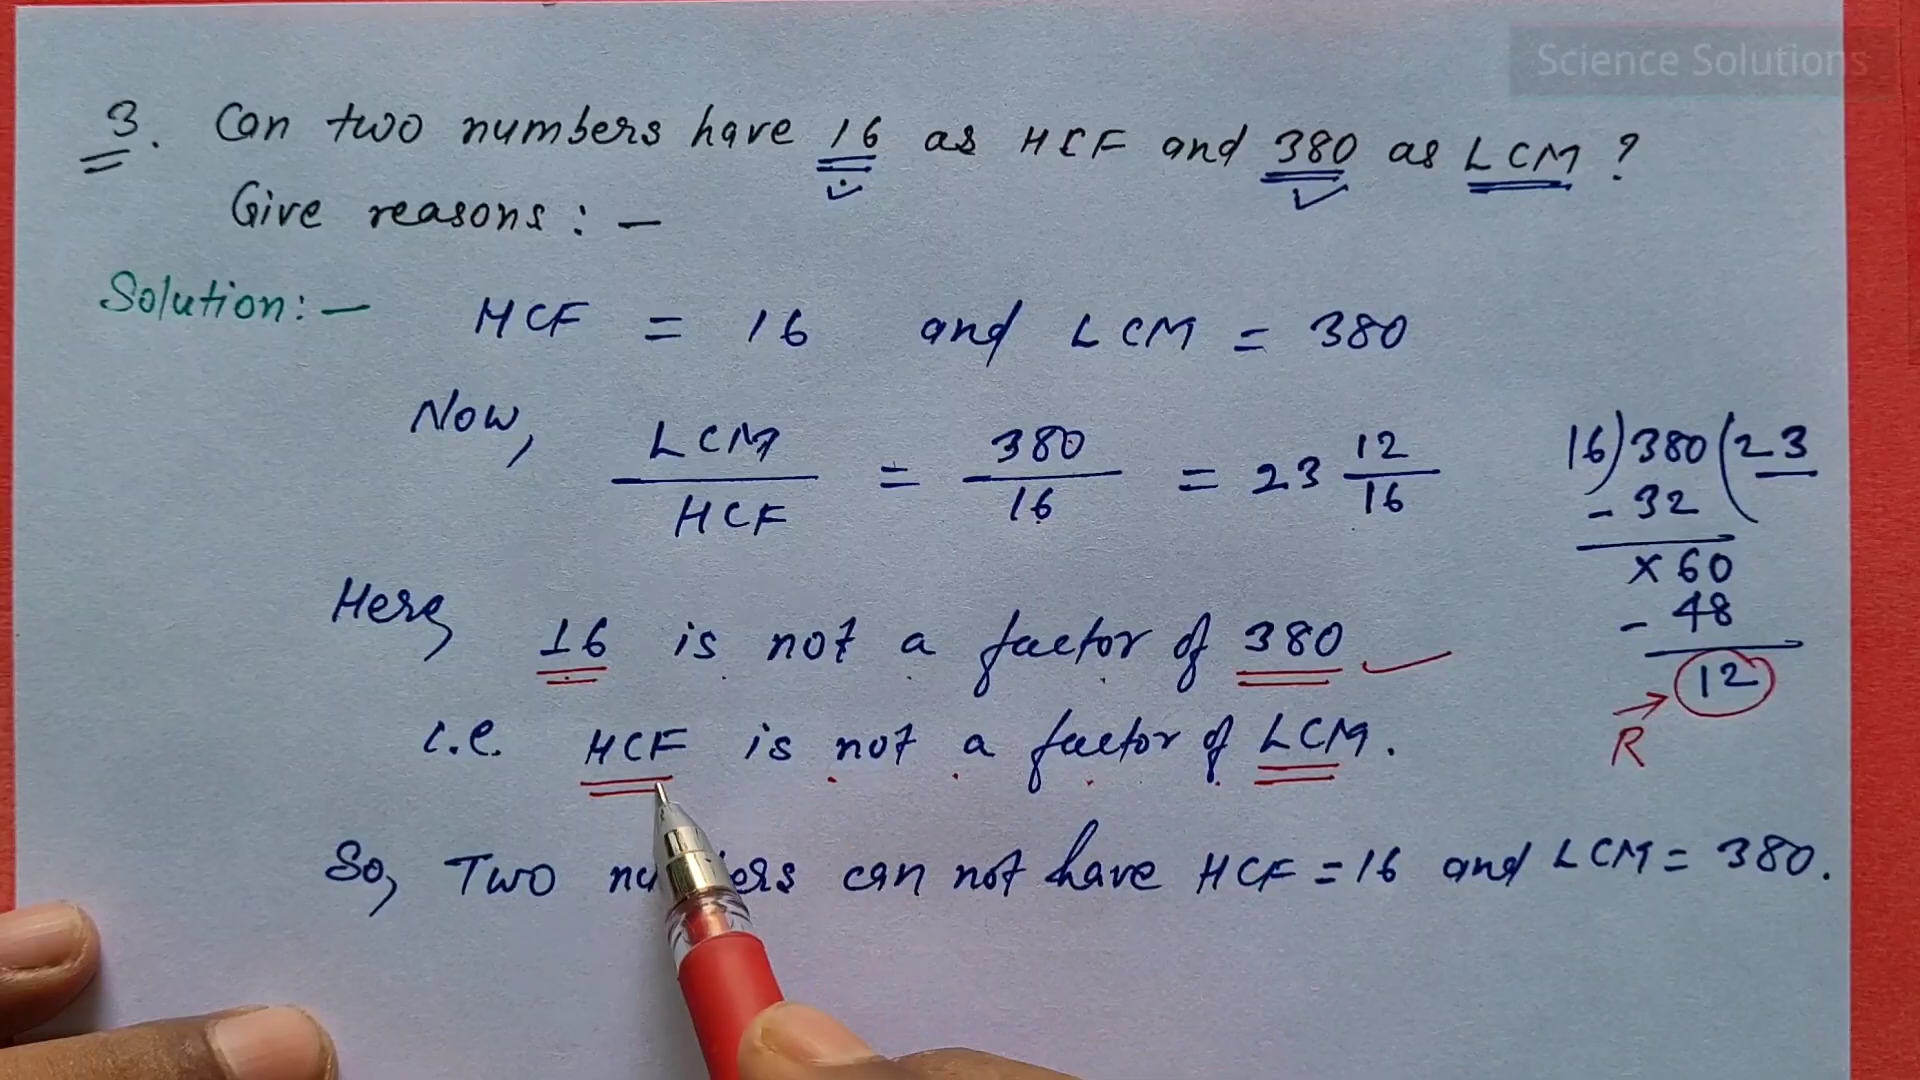 Science Solutions
3. Can two numbers have 16 as HCF and 380 as LCM ?
Give reasons : —
Solution : — HCF = 16 and LCM = 380
Now, LCM / HCF = 380 / 16 = 23 12/16
16 ) 380 ( 23
- 32
x 60
- 48
12
R
Here, 16 is not a factor of 380
i.e. HCF is not a factor of LCM.
So, Two can not have HCF = 16 and LCM = 380.